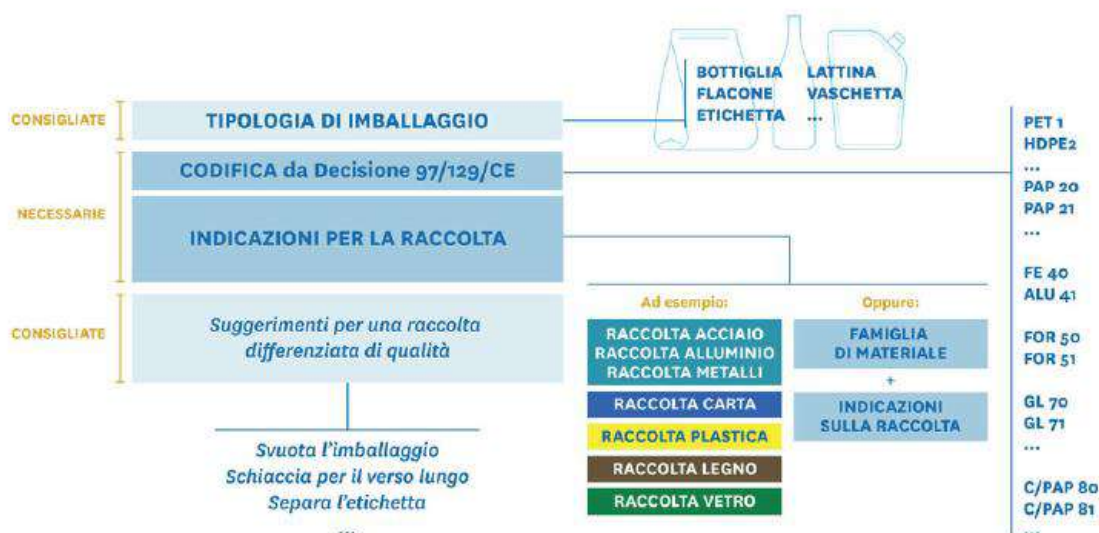 BOTTIGLIA LATTINA
FLACONE VASCHETTA
ETICHETTA ...
CONSIGLIATE
TIPOLOGIA DI IMBALLAGGIO
NECESSARIE
CODIFICA da Decisione 97/129/CE
INDICAZIONI PER LA RACCOLTA
CONSIGLIATE
Suggerimenti per una raccolta
differenziata di qualità
Svuota l'imballaggio
Schiaccia per il verso lungo
Separa l'etichetta
...
Ad esempio:
RACCOLTA ACCIAIO
RACCOLTA ALLUMINIO
RACCOLTA METALLI
RACCOLTA CARTA
RACCOLTA PLASTICA
RACCOLTA LEGNO
RACCOLTA VETRO
Oppure:
FAMIGLIA
DI MATERIALE
+
INDICAZIONI
SULLA RACCOLTA
PET 1
HDPE2
...
PAP 20
PAP 21
...
FE 40
ALU 41
FOR 50
FOR 51
GL 70
GL 71
...
C/PAP 80
C/PAP 81
...